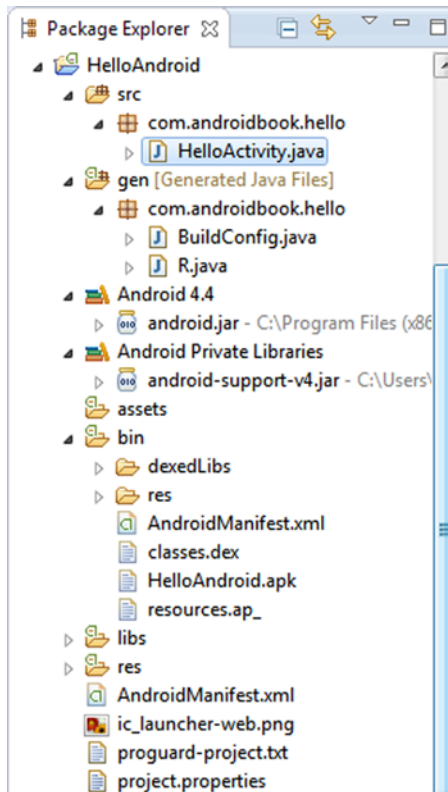 Package Explorer
HelloAndroid
src
com.androidbook.hello
HelloActivity.java
gen [Generated Java Files]
com.androidbook.hello
BuildConfig.java
R.java
Android 4.4
android.jar - C:\Program Files (x86
Android Private Libraries
android-support-v4.jar - C:\Users\
assets
bin
dexedLibs
res
AndroidManifest.xml
classes.dex
HelloAndroid.apk
resources.ap_
libs
res
AndroidManifest.xml
ic_launcher-web.png
proguard-project.txt
project.properties